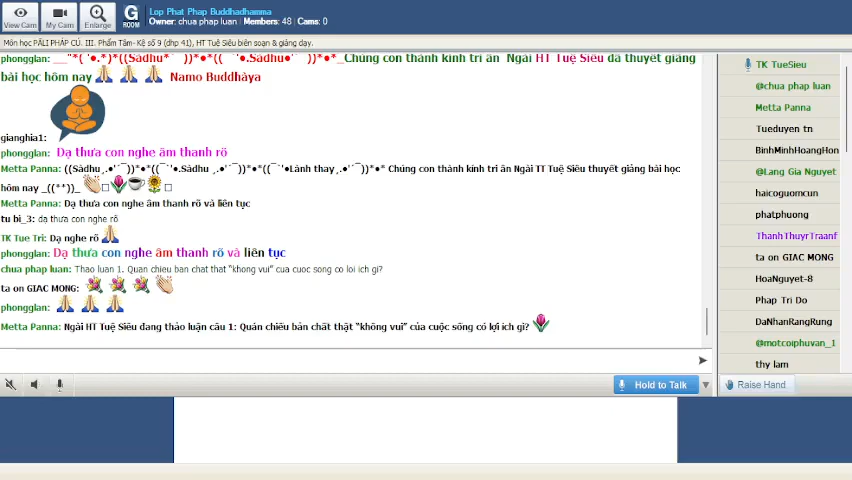 Lop Phat Phap Buddhadhamma
Owner: chua phap luan | Members: 48 | Cams: 0
View Cam
My Cam
Enlarge
G
ROOM
Môn học PĀLI PHÁP CÚ. III. Phẩm Tâm- Kệ số 9 (dhp 41), HT Tuệ Siêu biên soạn & giảng dạy.
phongglan: __"*( '●.*)*((Sādhu*¨¯))*●*((¯¨'●.Sādhu●'´¯))*●*_Chúng con thành kính tri ân Ngài HT Tuệ Siêu đã thuyết giảng
bài học hôm nay Namo Buddhàya
gianghia1:
phongglan: Dạ thưa con nghe âm thanh rõ
Metta Panna: ((Sàdhu¸.●'´¯))*●*((¯¨'●.Sàdhu¸.●'´¯))*●*((¯¨'●Lành thay¸.●'´¯))*●* Chúng con thành kính tri ân Ngài TT Tuệ Siêu thuyết giảng bài học
hôm nay _((**))_
Metta Panna: Dạ thưa con nghe âm thanh rõ và liên tục
tu bi_3: dạ thưa con nghe rõ
TK Tue Tri: Dạ nghe rõ
phongglan: Dạ thưa con nghe âm thanh rõ và liên tục
chua phap luan: Thao luan 1. Quan chieu ban chat that "khong vui" cua cuoc song co loi ich gi?
ta on GIAC MONG:
phongglan:
Metta Panna: Ngài HT Tuệ Siêu đang thảo luận câu 1: Quán chiếu bản chất thật "không vui" của cuộc sống có lợi ích gì?
Hold to Talk
TK TueSieu
@chua phap luan
Metta Panna
Tueduyen tn
BinhMinhHoangHon
@Lang Gia Nguyet
haicoguomcun
phatphuong
ThanhThuyrTraanf
ta on GIAC MONG
HoaNguyet-8
Phap Tri Do
DaNhanRangRung
@motcoiphuvan_1
thy lam
Raise Hand